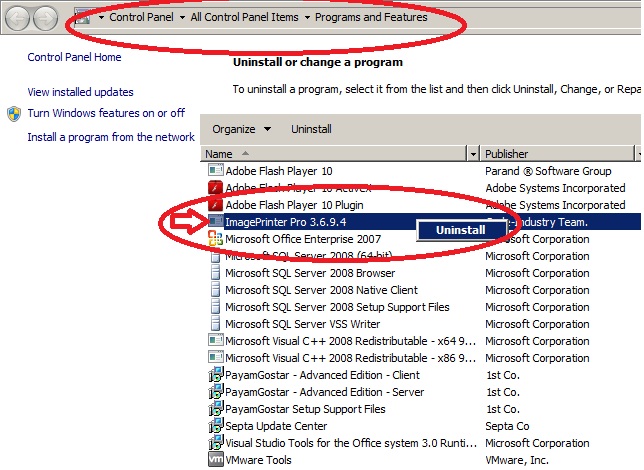 Control Panel All Control Panel Items Programs and Features
Control Panel Home
View installed updates
Turn Windows features on or off
Install a program from the network
Uninstall or change a program
To uninstall a program, select it from the list and then click Uninstall, Change, or Repa
Organize Uninstall
Name Publisher
Adobe Flash Player 10 Parand ® Software Group
Adobe Flash Player 10 ActiveX Adobe Systems Incorporated
Adobe Flash Player 10 Plugin Adobe Systems Incorporated
ImagePrinter Pro 3.6.9.4 -Industry Team.
Uninstall
Microsoft Office Enterprise 2007 Microsoft Corporation
Microsoft SQL Server 2008 (64-bit) Microsoft Corporation
Microsoft SQL Server 2008 Browser Microsoft Corporation
Microsoft SQL Server 2008 Native Client Microsoft Corporation
Microsoft SQL Server 2008 Setup Support Files Microsoft Corporation
Microsoft SQL Server VSS Writer Microsoft Corporation
Microsoft Visual C++ 2008 Redistributable - x64 9... Microsoft Corporation
Microsoft Visual C++ 2008 Redistributable - x86 9... Microsoft Corporation
PayamGostar - Advanced Edition - Client 1st Co.
PayamGostar - Advanced Edition - Server 1st Co.
PayamGostar Setup Support Files 1st Co.
Septa Update Center Septa Co
Visual Studio Tools for the Office system 3.0 Runti... Microsoft Corporation
VMware Tools VMware, Inc.